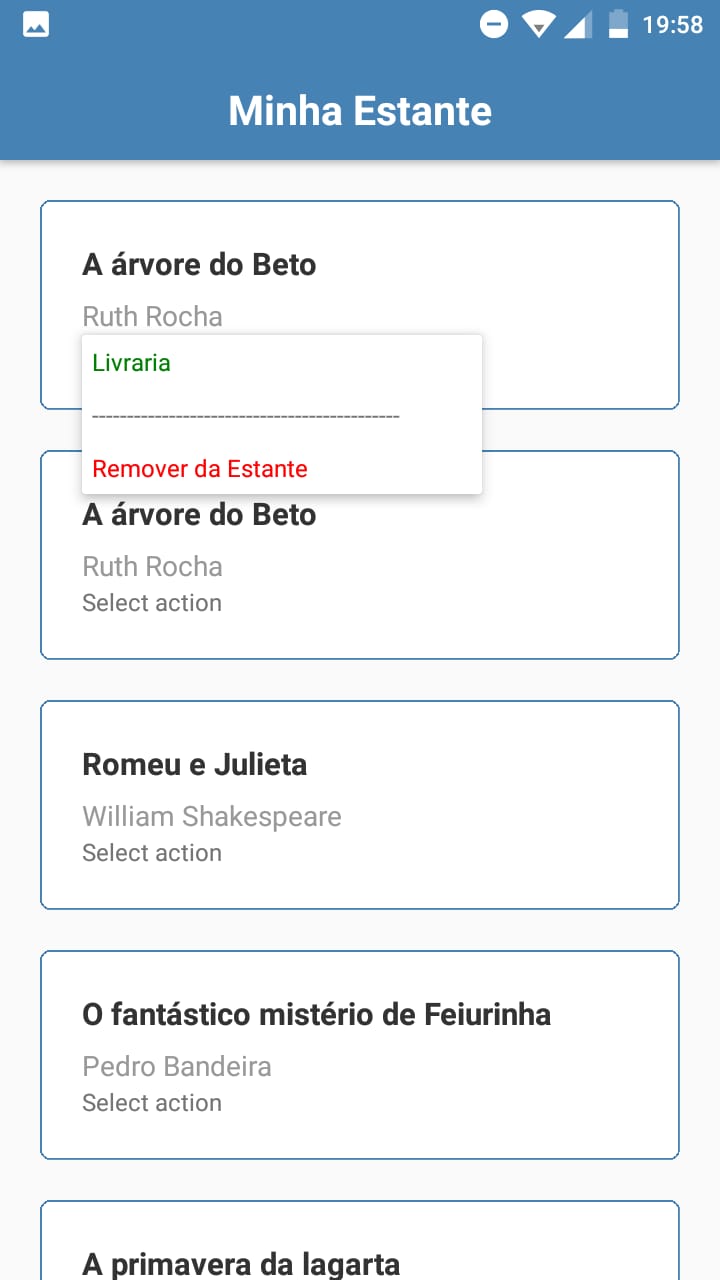 19:58
Minha Estante
A árvore do Beto
Ruth Rocha
Livraria
--------------------------------------------
Remover da Estante
A árvore do Beto
Ruth Rocha
Select action
Romeu e Julieta
William Shakespeare
Select action
O fantástico mistério de Feiurinha
Pedro Bandeira
Select action
A primavera da lagarta